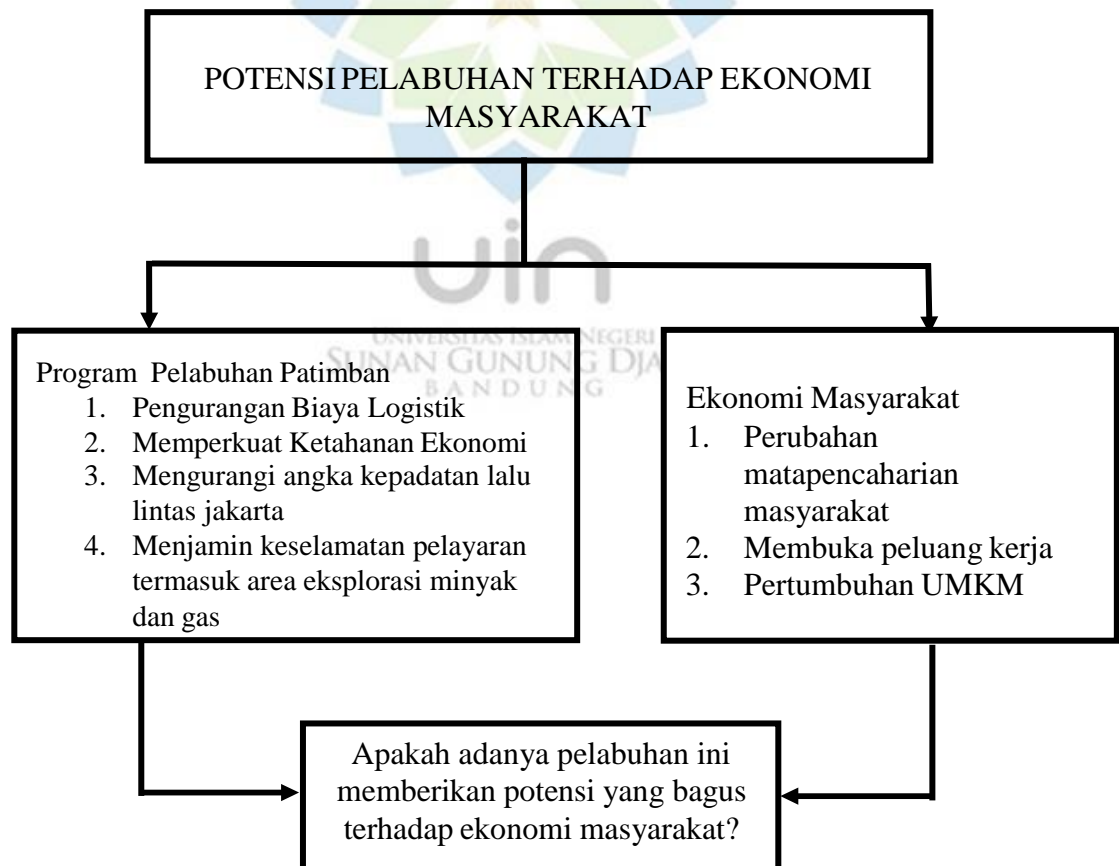 POTENSI PELABUHAN TERHADAP EKONOMI
MASYARAKAT
uin
UNIVERSITAS ISLAM NEGERI
SUNAN GUNUNG DJA
BANDUNG
Program Pelabuhan Patimban
1. Pengurangan Biaya Logistik
2. Memperkuat Ketahanan Ekonomi
3. Mengurangi angka kepadatan lalu
lintas jakarta
4. Menjamin keselamatan pelayaran
termasuk area eksplorasi minyak
dan gas
Ekonomi Masyarakat
1. Perubahan
matapencaharian
masyarakat
2. Membuka peluang kerja
3. Pertumbuhan UMKM
Apakah adanya pelabuhan ini
memberikan potensi yang bagus
terhadap ekonomi masyarakat?